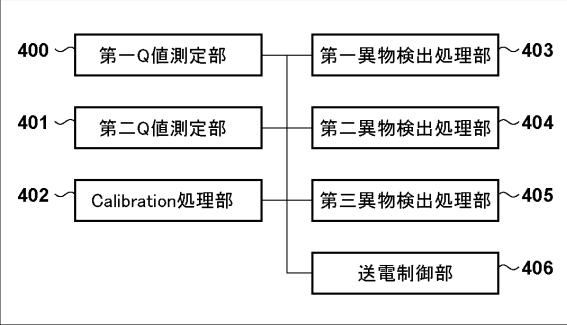 400 第一Q値測定部 第一異物検出処理部 403
401 第二Q値測定部 第二異物検出処理部 404
402 Calibration処理部 第三異物検出処理部 405
送電制御部 406